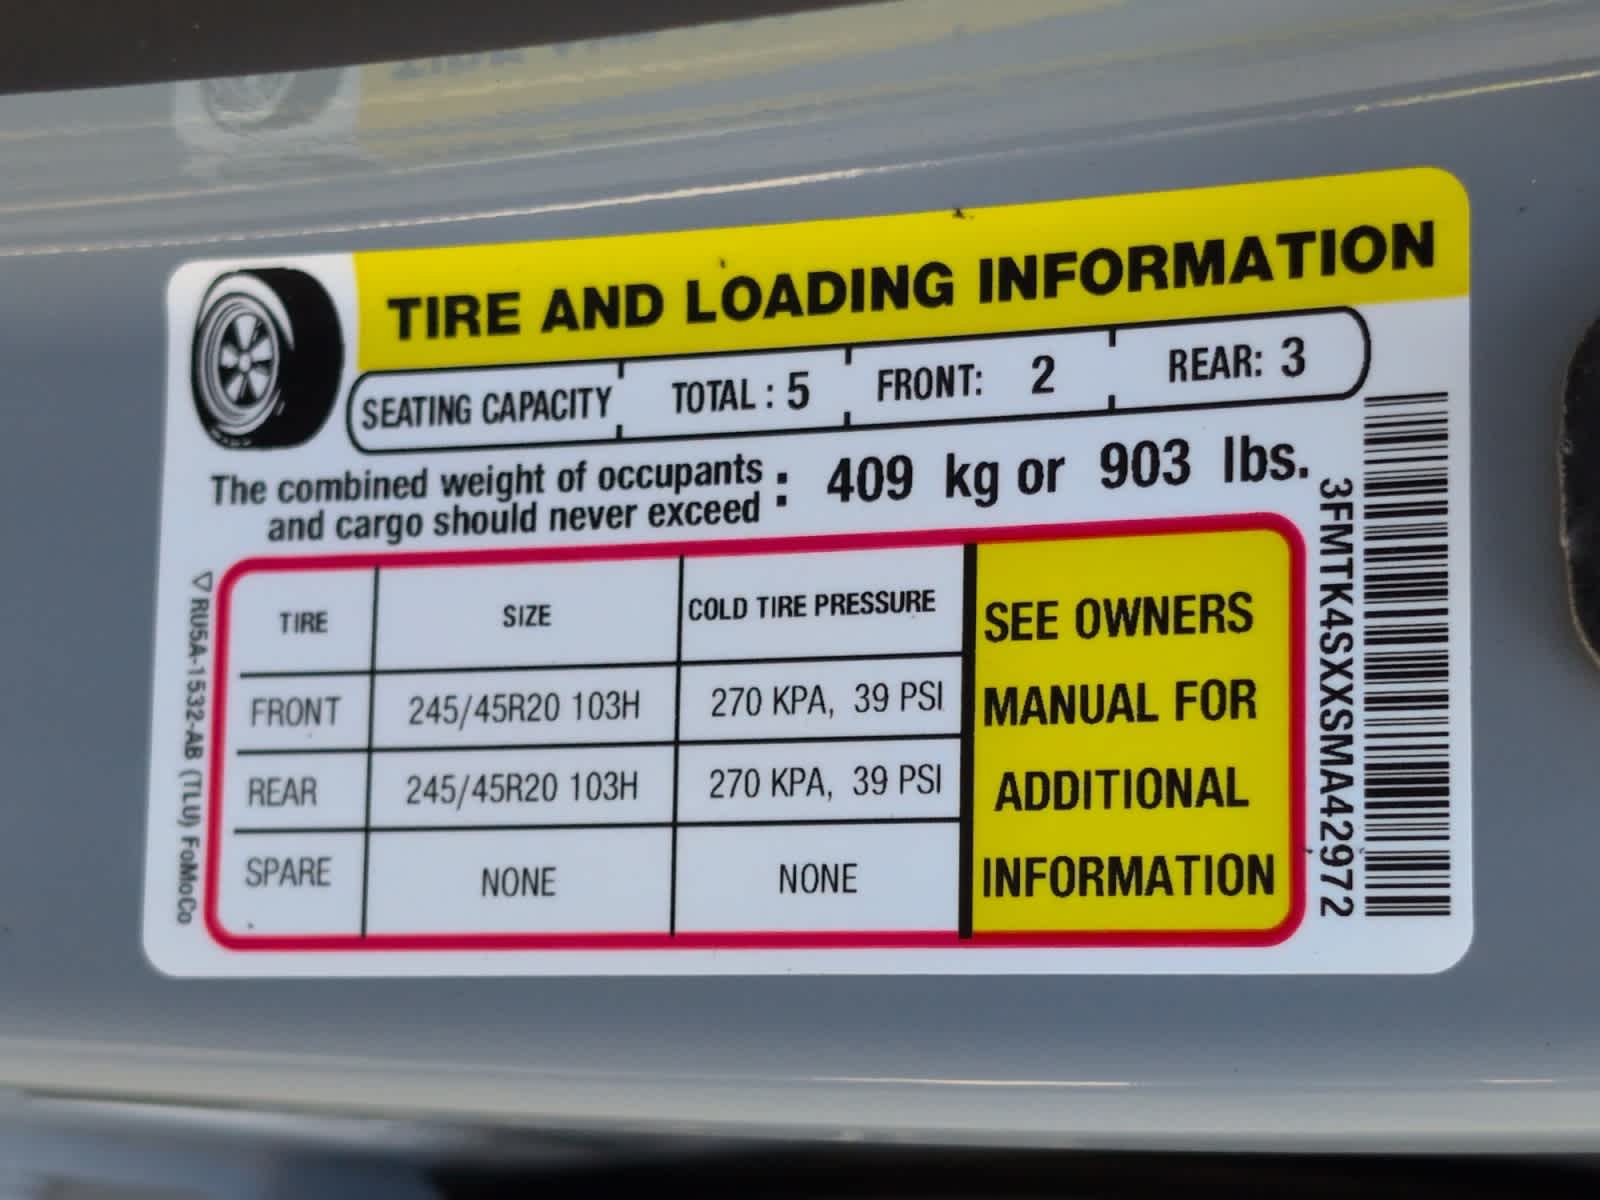 TIRE AND LOADING INFORMATION
SEATING CAPACITY TOTAL : 5 FRONT: 2 REAR: 3
The combined weight of occupants
and cargo should never exceed : 409 kg or 903 lbs.
TIRE SIZE COLD TIRE PRESSURE
FRONT 245/45R20 103H 270 KPA, 39 PSI
REAR 245/45R20 103H 270 KPA, 39 PSI
SPARE NONE NONE
SEE OWNERS
MANUAL FOR
ADDITIONAL
INFORMATION
3FMTK4SXXSMA42972
RU5A-1532-AB (TLU) FoMoCo